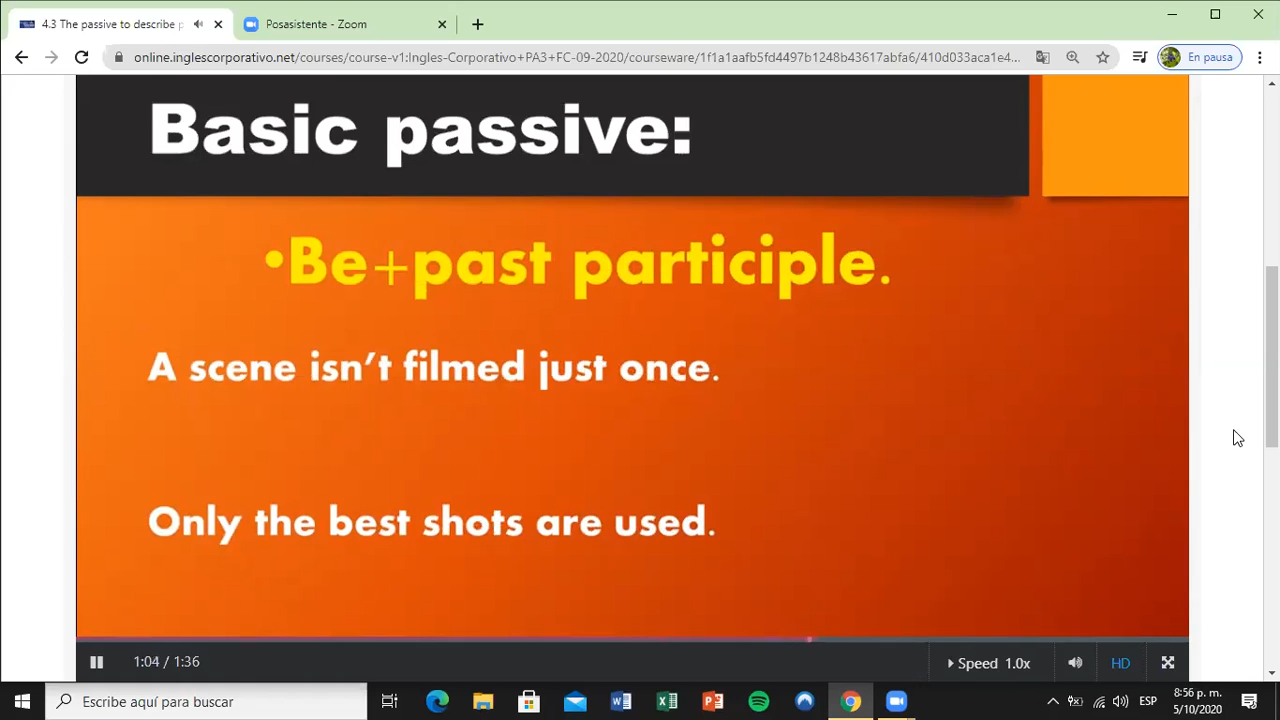 4.3 The passive to describe p
Posasistente - Zoom
online.inglescorporativo.net/courses/course-v1:Ingles-Corporativo+PA3+FC-09-2020/courseware/1f1a1aafb5fd4497b1248b43617abfa6/410d033aca1e4...
En pausa
Basic passive:
•Be+past participle.
A scene isn't filmed just once.
Only the best shots are used.
1:04 / 1:36
Speed 1.0x
HD
Escribe aquí para buscar
ESP
8:56 p. m.
5/10/2020